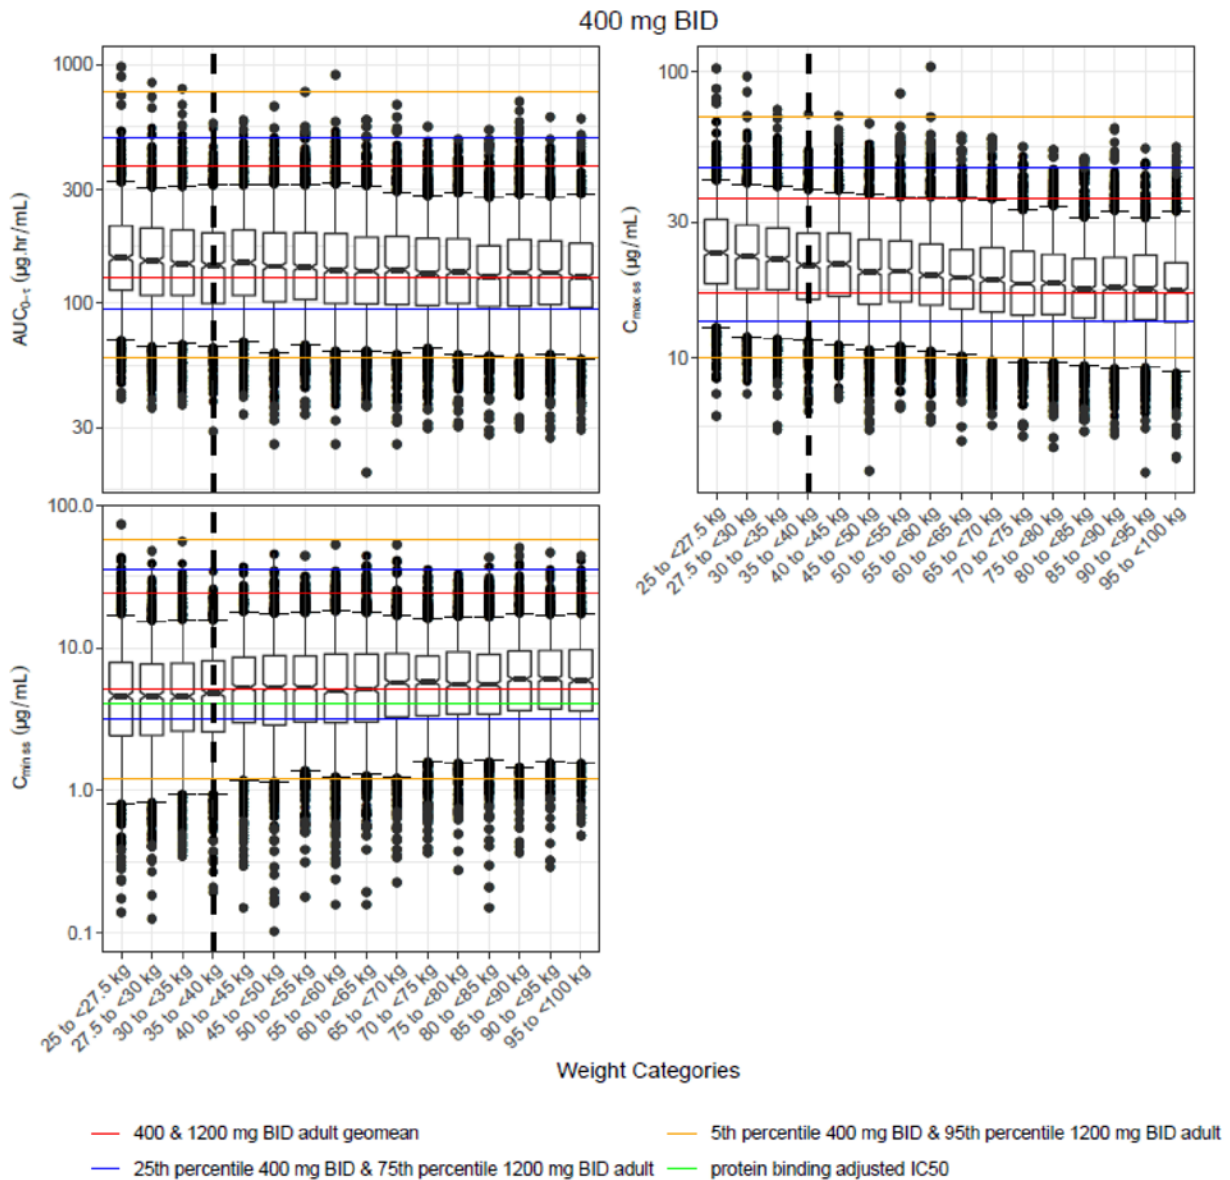 400 mg BID
1000
300
100
30
AUC₀₋τ (µg.hr/mL)
100
30
10
Cmax ss (µg/mL)
25 to <27.5 kg
27.5 to <30 kg
30 to <35 kg
35 to <40 kg
40 to <45 kg
45 to <50 kg
50 to <55 kg
55 to <60 kg
60 to <65 kg
65 to <70 kg
70 to <75 kg
75 to <80 kg
80 to <85 kg
85 to <90 kg
90 to <95 kg
95 to <100 kg
100.0
10.0
1.0
0.1
Cmin ss (µg/mL)
25 to <27.5 kg
27.5 to <30 kg
30 to <35 kg
35 to <40 kg
40 to <45 kg
45 to <50 kg
50 to <55 kg
55 to <60 kg
60 to <65 kg
65 to <70 kg
70 to <75 kg
75 to <80 kg
80 to <85 kg
85 to <90 kg
90 to <95 kg
95 to <100 kg
Weight Categories
400 & 1200 mg BID adult geomean
5th percentile 400 mg BID & 95th percentile 1200 mg BID adult
25th percentile 400 mg BID & 75th percentile 1200 mg BID adult
protein binding adjusted IC50